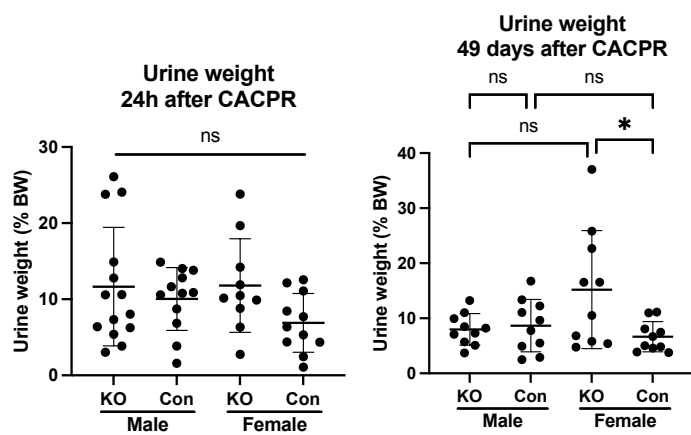 Urine weight
24h after CACPR
ns
Urine weight (% BW)
30
20
10
0
KO Con KO Con
Male Female
Urine weight
49 days after CACPR
ns ns
ns *
Urine weight (% BW)
40
30
20
10
0
KO Con KO Con
Male Female